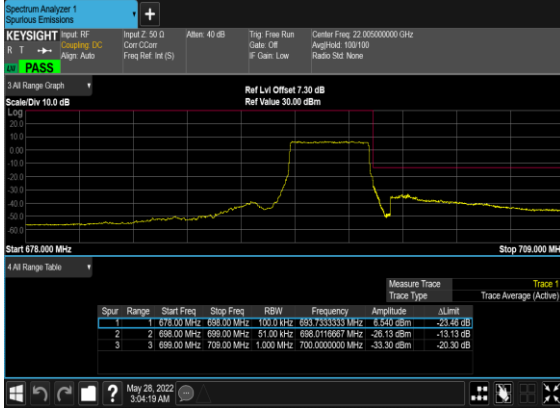 Spectrum Analyzer 1
Spurious Emissions
+
KEYSIGHT Input: RF Input Z: 50 Ω Atten: 40 dB Trig: Free Run Center Freq: 22.005000000 GHz
R T Coupling: DC Corr CCorr Gate: Off Avg|Hold: 100/100
Align: Auto Freq Ref: Int (S) IF Gain: Low Radio Std: None
PASS
3 All Range Graph
Ref Lvl Offset 7.30 dB
Scale/Div 10.0 dB Ref Value 30.00 dBm
Log
20.0
10.0
0.00
-10.0
-20.0
-30.0
-40.0
-50.0
-60.0
Start 678.000 MHz Stop 709.000 MH
4 All Range Table
Measure Trace Trace 1
Trace Type Trace Average (Active)
Spur Range Start Freq Stop Freq RBW Frequency Amplitude ΔLimit
1 1 678.00 MHz 698.00 MHz 100.0 kHz 693.7333333 MHz 6.540 dBm -23.46 dB
2 2 698.00 MHz 699.00 MHz 51.00 kHz 698.0116667 MHz -26.13 dBm -13.13 dB
3 3 699.00 MHz 709.00 MHz 1.000 MHz 700.0000000 MHz -33.30 dBm -20.30 dB
? May 28, 2022
3:04:19 AM